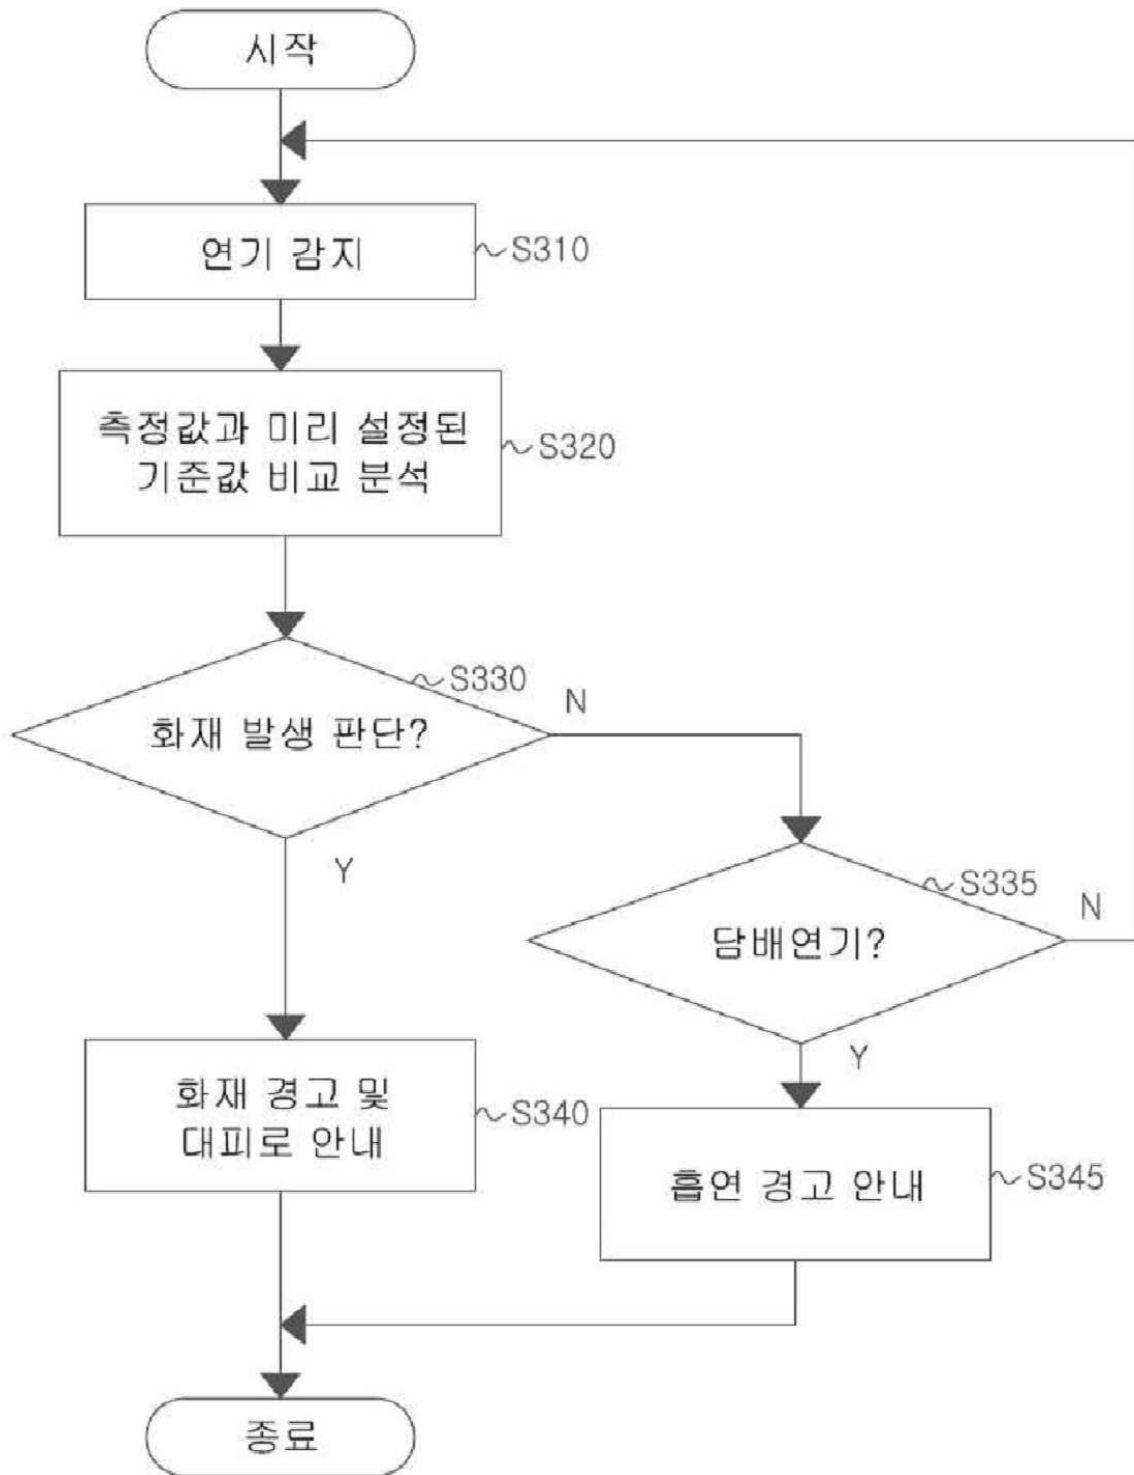 시작
연기 감지
S310
측정값과 미리 설정된
기준값 비교 분석
S320
S330
화재 발생 판단?
N
Y
S335
담배연기?
N
Y
화재 경고 및
대피로 안내
S340
흡연 경고 안내
S345
종료